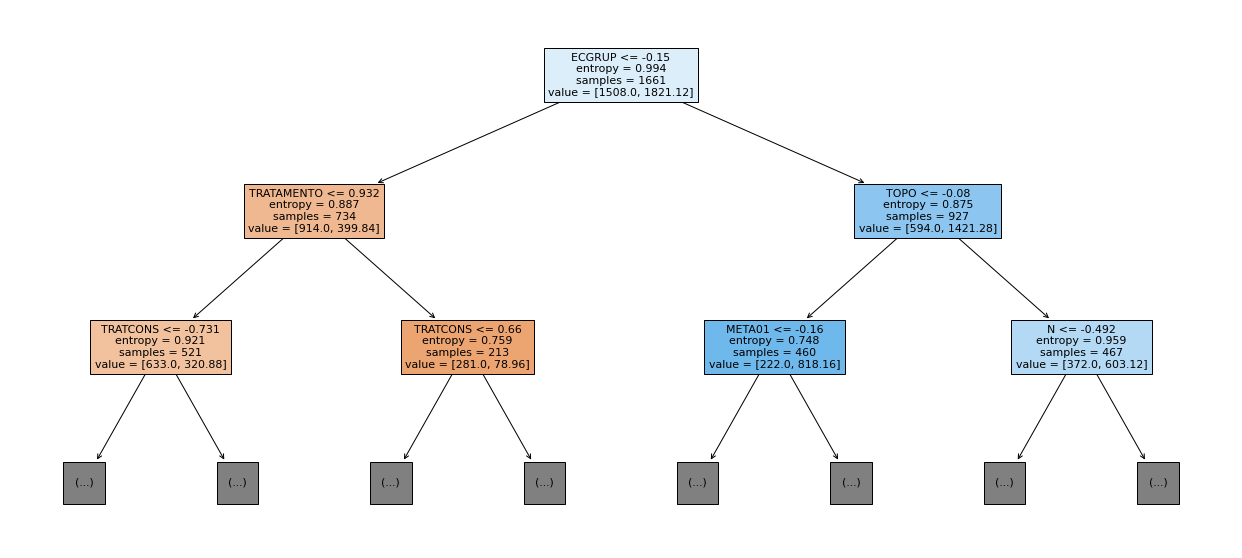 ECGRUP <= -0.15
entropy = 0.994
samples = 1661
value = [1508.0, 1821.12]
TRATAMENTO <= 0.932
entropy = 0.887
samples = 734
value = [914.0, 399.84]
TOPO <= -0.08
entropy = 0.875
samples = 927
value = [594.0, 1421.28]
TRATCONS <= -0.731
entropy = 0.921
samples = 521
value = [633.0, 320.88]
TRATCONS <= 0.66
entropy = 0.759
samples = 213
value = [281.0, 78.96]
META01 <= -0.16
entropy = 0.748
samples = 460
value = [222.0, 818.16]
N <= -0.492
entropy = 0.959
samples = 467
value = [372.0, 603.12]
(...)
(...)
(...)
(...)
(...)
(...)
(...)
(...)